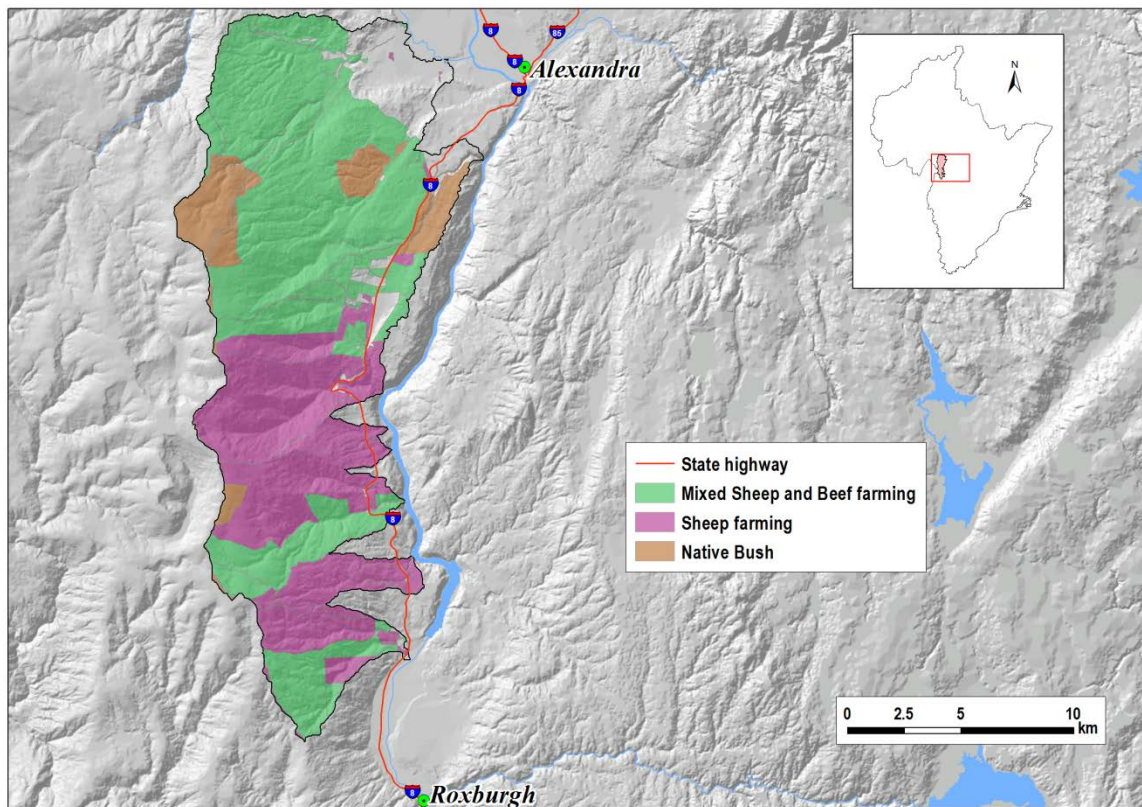 8
85
8
Alexandra
8
N
8
State highway
Mixed Sheep and Beef farming
Sheep farming
Native Bush
8
0 2.5 5 10
km
8
Roxburgh